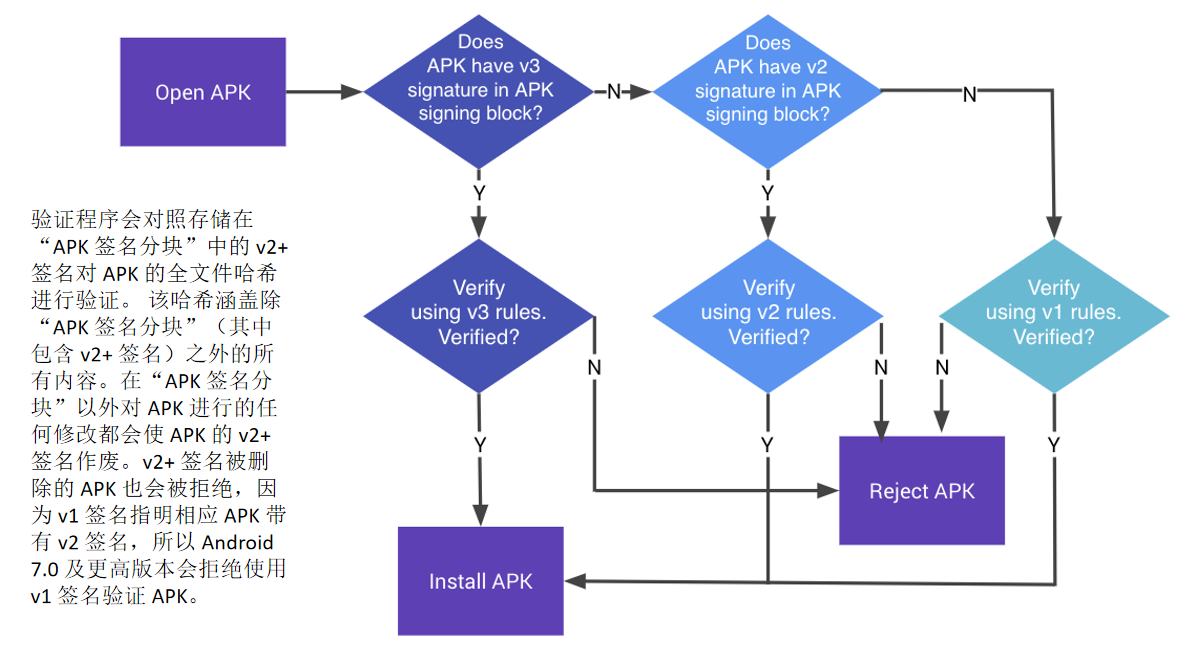 Open APK
Does
APK have v3
signature in APK
signing block?
N
Does
APK have v2
signature in APK
signing block?
N
Y
Y
验证程序会对照存储在
“APK 签名分块”中的 v2+
签名对 APK 的全文件哈希
进行验证。 该哈希涵盖除
“APK 签名分块”（其中
包含 v2+ 签名）之外的所
有内容。在“APK 签名分
块”以外对 APK 进行的任
何修改都会使 APK 的 v2+
签名作废。v2+ 签名被删
除的 APK 也会被拒绝，因
为 v1 签名指明相应 APK 带
有 v2 签名，所以 Android
7.0 及更高版本会拒绝使用
v1 签名验证 APK。
Verify
using v3 rules.
Verified?
Verify
using v2 rules.
Verified?
Verify
using v1 rules.
Verified?
N
N
N
Y
Y
Y
Reject APK
Install APK